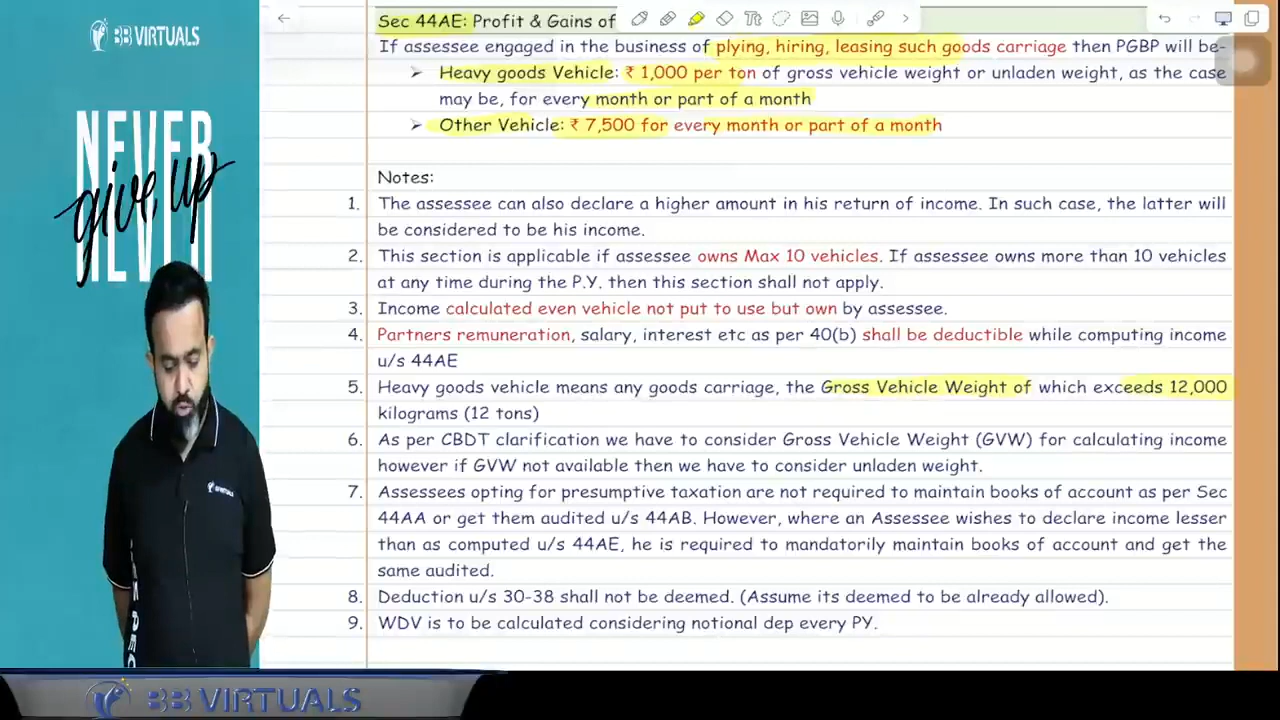 BB VIRTUALS
NEVER
give up
NEVER
BB VIRTUALS
Sec 44AE: Profit & Gains of
If assessee engaged in the business of plying, hiring, leasing such goods carriage then PGBP will be-
➢ Heavy goods Vehicle: ₹ 1,000 per ton of gross vehicle weight or unladen weight, as the case
may be, for every month or part of a month
➢ Other Vehicle: ₹ 7,500 for every month or part of a month
Notes:
1. The assessee can also declare a higher amount in his return of income. In such case, the latter will
be considered to be his income.
2. This section is applicable if assessee owns Max 10 vehicles. If assessee owns more than 10 vehicles
at any time during the P.Y. then this section shall not apply.
3. Income calculated even vehicle not put to use but own by assessee.
4. Partners remuneration, salary, interest etc as per 40(b) shall be deductible while computing income
u/s 44AE
5. Heavy goods vehicle means any goods carriage, the Gross Vehicle Weight of which exceeds 12,000
kilograms (12 tons)
6. As per CBDT clarification we have to consider Gross Vehicle Weight (GVW) for calculating income
however if GVW not available then we have to consider unladen weight.
7. Assessees opting for presumptive taxation are not required to maintain books of account as per Sec
44AA or get them audited u/s 44AB. However, where an Assessee wishes to declare income lesser
than as computed u/s 44AE, he is required to mandatorily maintain books of account and get the
same audited.
8. Deduction u/s 30-38 shall not be deemed. (Assume its deemed to be already allowed).
9. WDV is to be calculated considering notional dep every PY.
BB VIRTUALS